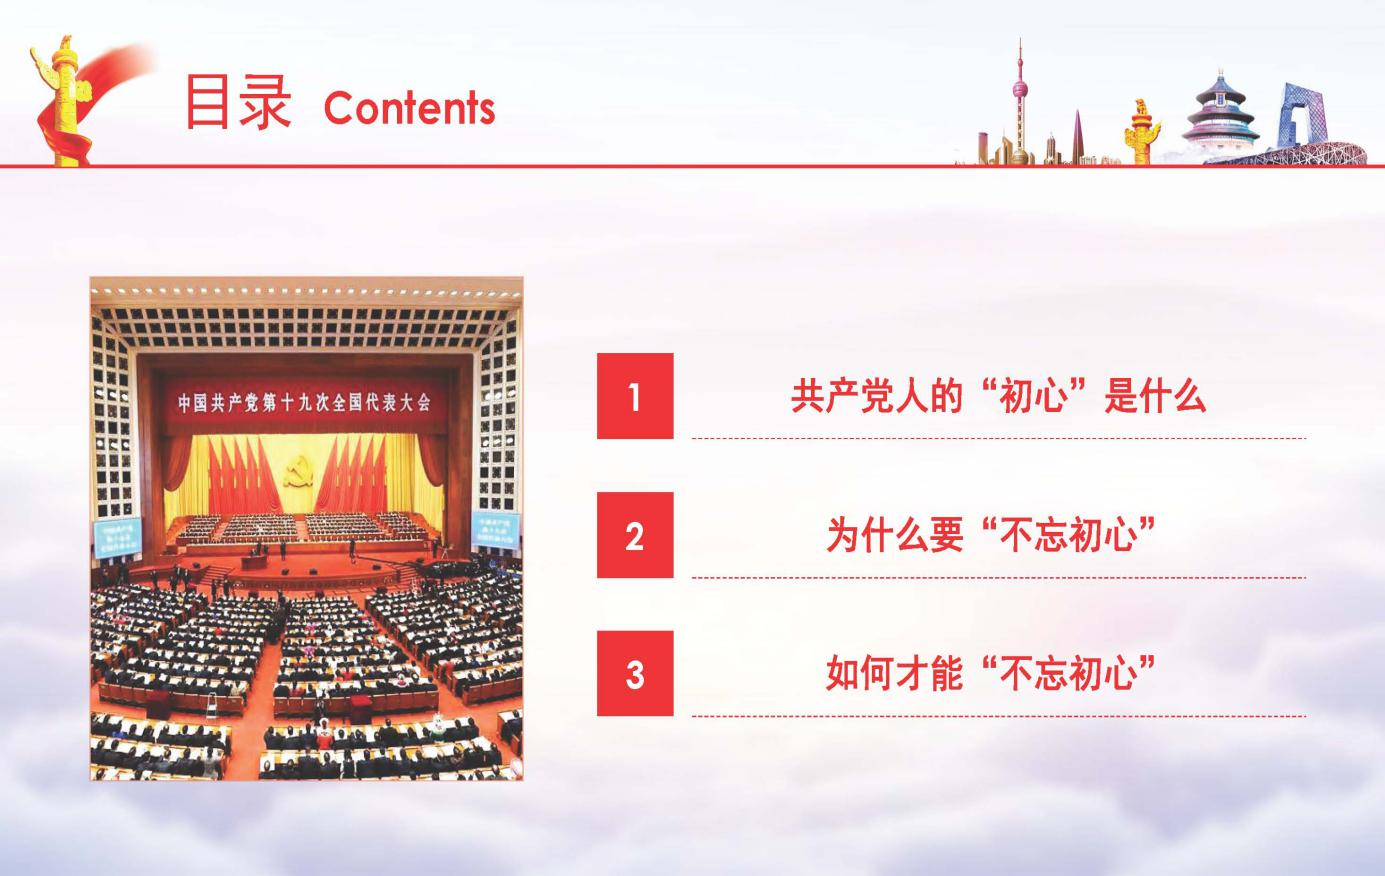 目录 Contents
中国共产党第十九次全国代表大会
1 共产党人的“初心”是什么
2 为什么要“不忘初心”
3 如何才能“不忘初心”